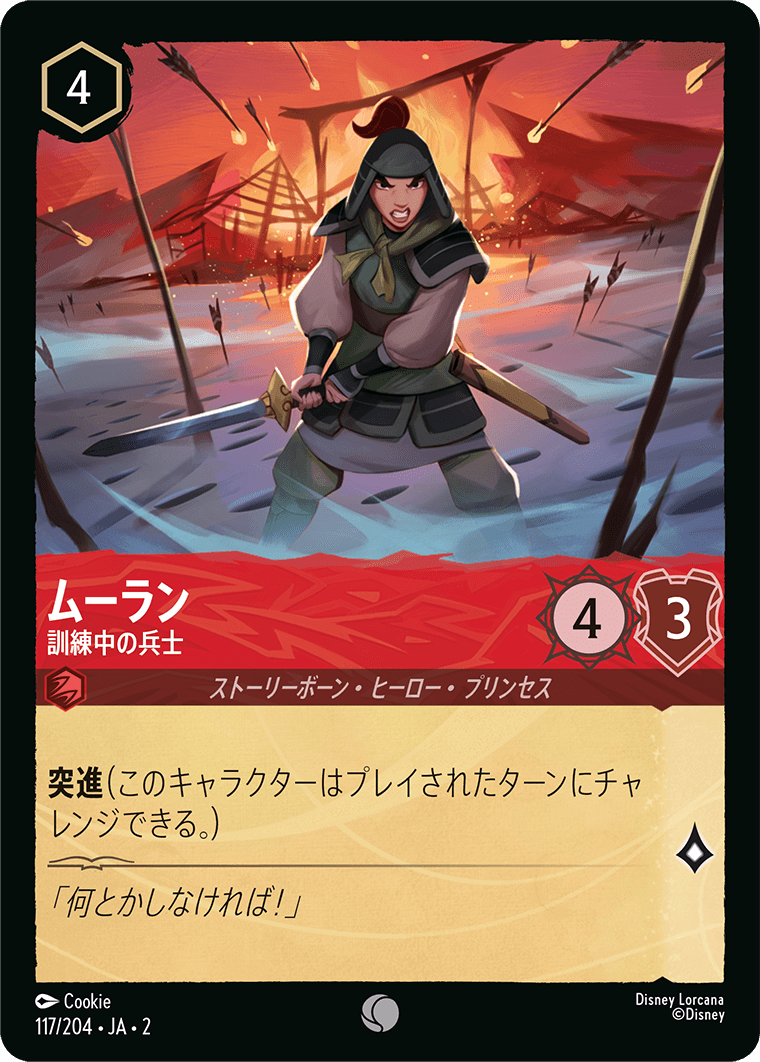 4
ムーラン
訓練中の兵士
4
3
ストーリーボーン・ヒーロー・プリンセス
突進(このキャラクターはプレイされたターンにチャ
レンジできる。)
「何とかしなければ!」
Cookie
117/204・JA・2
Disney Lorcana
©Disney